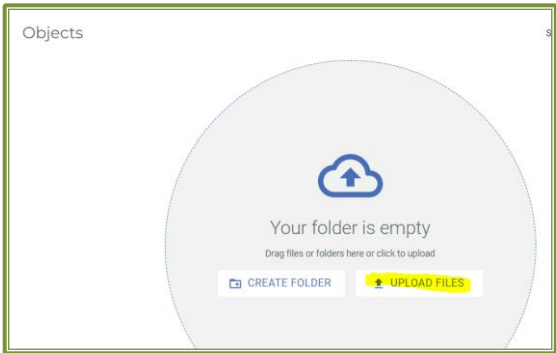 Objects
Your folder is empty
Drag files or folders here or click to upload
CREATE FOLDER
UPLOAD FILES